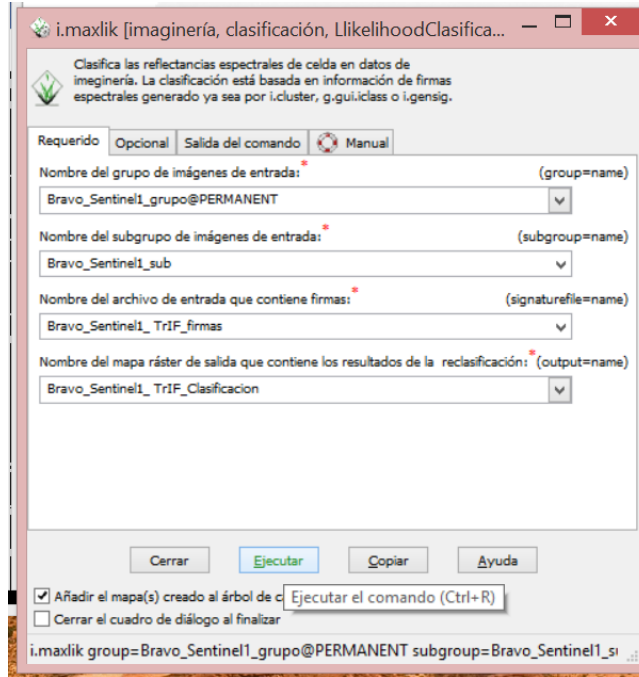 i.maxlik [imaginería, clasificación, LlikelihoodClasifica...
Clasifica las reflectancias espectrales de celda en datos de
imeginería. La clasificación está basada en información de firmas
espectrales generado ya sea por i.cluster, g.gui.iclass o i.gensig.
Requerido Opcional Salida del comando Manual
Nombre del grupo de imágenes de entrada:* (group=name)
Bravo_Sentinel1_grupo@PERMANENT
Nombre del subgrupo de imágenes de entrada:* (subgroup=name)
Bravo_Sentinel1_sub
Nombre del archivo de entrada que contiene firmas:* (signaturefile=name)
Bravo_Sentinel1_ TrIF_firmas
Nombre del mapa ráster de salida que contiene los resultados de la reclasificación:* (output=name)
Bravo_Sentinel1_ TrIF_Clasificacion
Cerrar Ejecutar Copiar Ayuda
Añadir el mapa(s) creado al árbol de c
Ejecutar el comando (Ctrl+R)
Cerrar el cuadro de diálogo al finalizar
i.maxlik group=Bravo_Sentinel1_grupo@PERMANENT subgroup=Bravo_Sentinel1_su